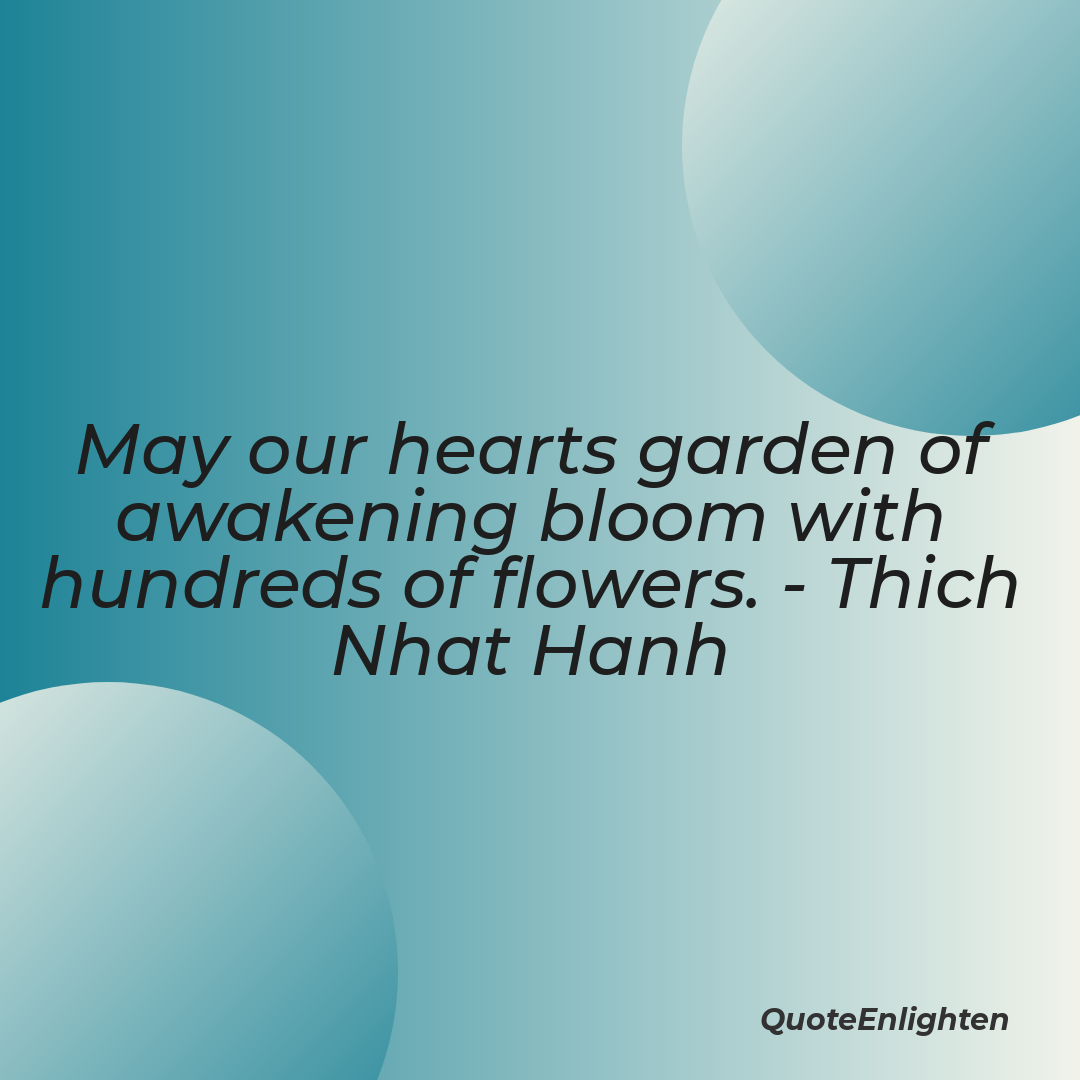 May our hearts garden of
awakening bloom with
hundreds of flowers. - Thich
Nhat Hanh
QuoteEnlighten